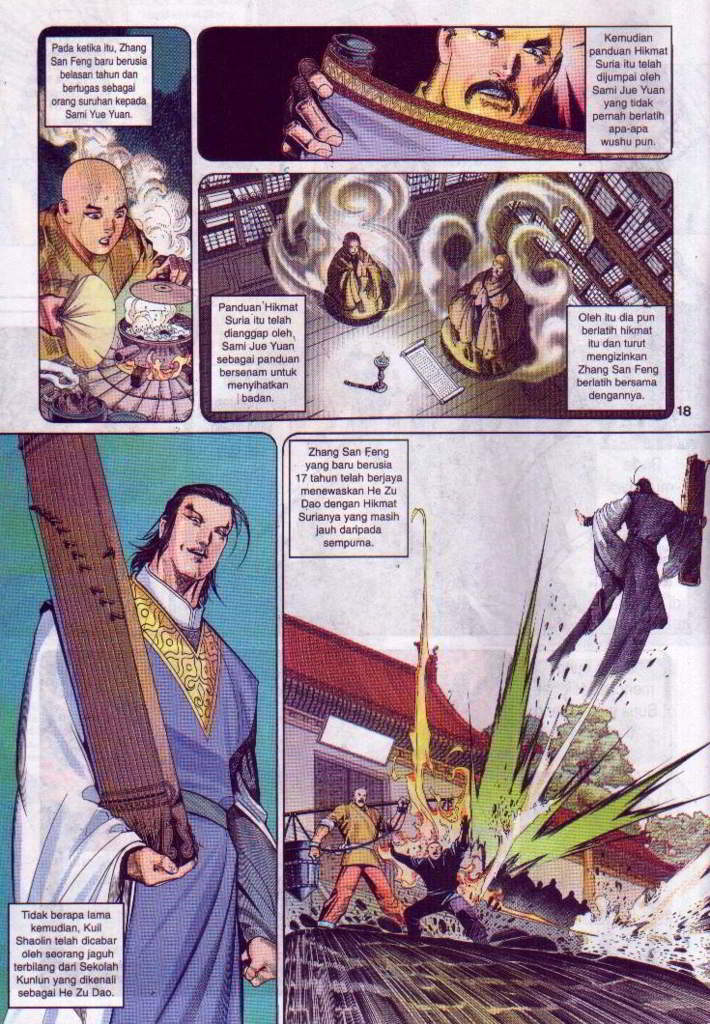 Pada ketika itu, Zhang
San Feng baru berusia
belasan tahun dan
bertugas sebagai
orang suruhan kepada
Sami Yue Yuan.
Kemudian
panduan Hikmat
Suria itu telah
dijumpai oleh
Sami Jue Yuan
yang tidak
pernah berlatih
apa-apa
wushu pun.
Panduan Hikmat
Suria itu telah
dianggap oleh,
Sami Jue Yuan
sebagai panduan
bersenam untuk
menyihatkan
badan.
Oleh itu dia pun
berlatih hikmat
itu dan turut
mengizinkan
Zhang San Feng
berlatih bersama
dengannya.
18
Tidak berapa lama
kemudian, Kuil
Shaolin telah dicabar
oleh seorang jaguh
terbilang dari Sekolah
Kunlun yang dikenali
sebagai He Zu Dao.
Zhang San Feng
yang baru berusia
17 tahun telah berjaya
menewaskan He Zu
Dao dengan Hikmat
Surianya yang masih
jauh daripada
sempurna.